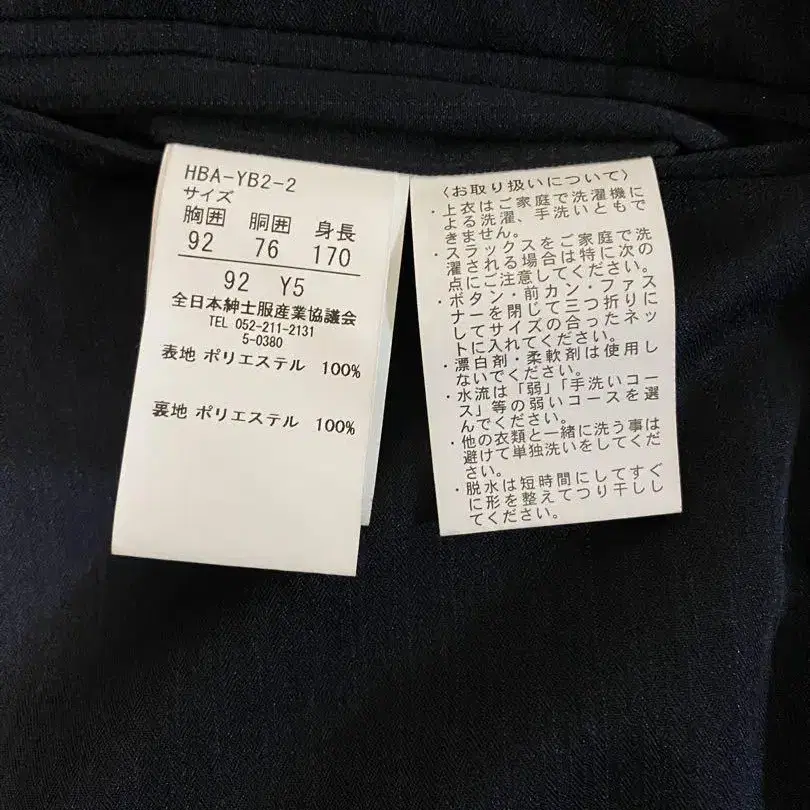 HBA-YB2-2
サイズ
胸囲 胴囲 身長
92 76 170
92 Y5
全日本紳士服産業協議会
TEL 052-211-2131
5-0380
表地 ポリエステル 100%
裏地 ポリエステル 100%
〈お取り扱いについて〉
・上衣はご家庭で洗濯機に
よる洗濯、手洗いともで
きません。
・スラックスをご家庭で洗
濯される場合は特に次の
点にご注意してください。
・ボタン・前カン・ファス
ナーを閉じて三つ折りに
してサイズの合ったネッ
トに入れてください。
・漂白剤・柔軟剤は使用し
ないでください。
・水流は「弱」「手洗いコー
ス」等の弱いコースを選
んでください。
・他の衣類と一緒に洗う事は
避けて単独洗いをしてくだ
さい。
・脱水は短時間にしてすぐ
に形を整えてつり干しし
てください。